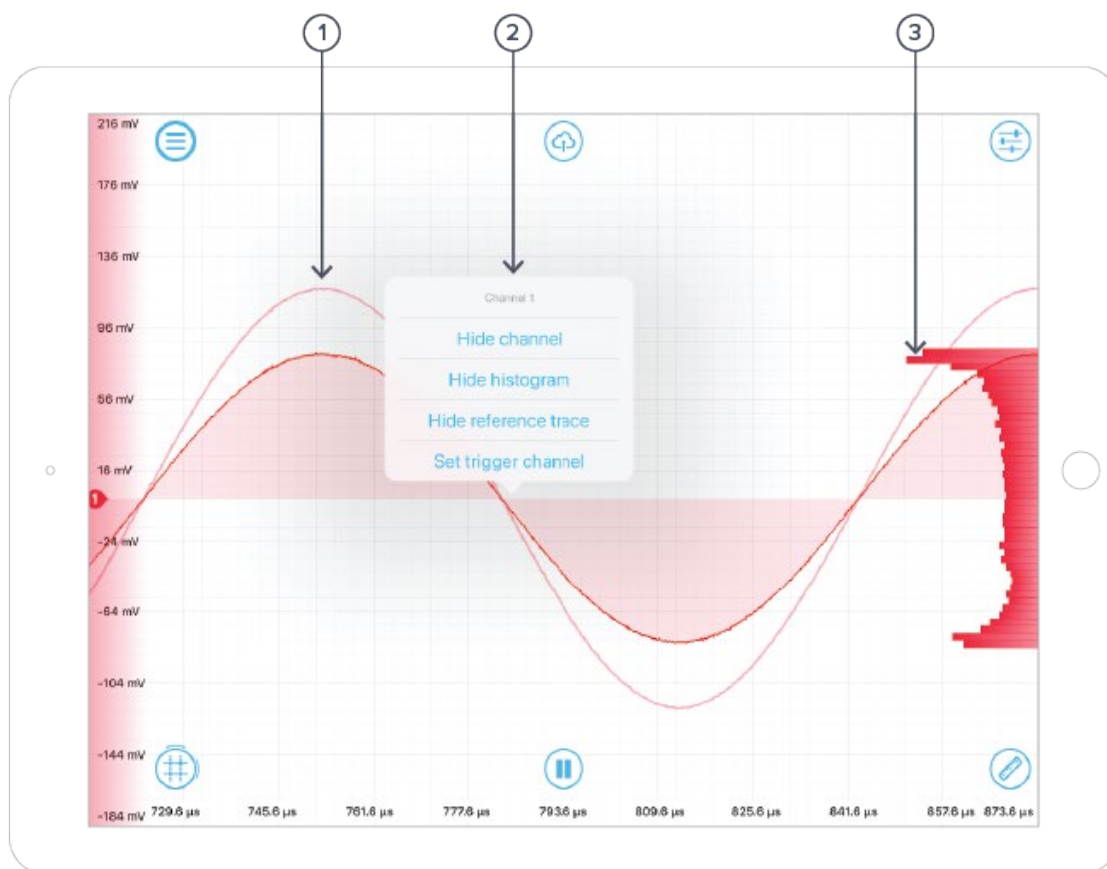 1
2
3
216 mV
176 mV
136 mV
96 mV
56 mV
16 mV
1
-24 mV
-64 mV
-104 mV
-144 mV
-184 mV
Channel 1
Hide channel
Hide histogram
Hide reference trace
Set trigger channel
729.6 µs
745.6 µs
761.6 µs
777.6 µs
793.6 µs
809.6 µs
825.6 µs
841.6 µs
857.6 µs
873.6 µs